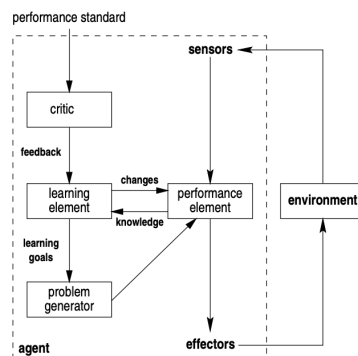 performance standard
sensors
critic
feedback
changes
learning
element
performance
element
environment
knowledge
learning
goals
problem
generator
agent
effectors